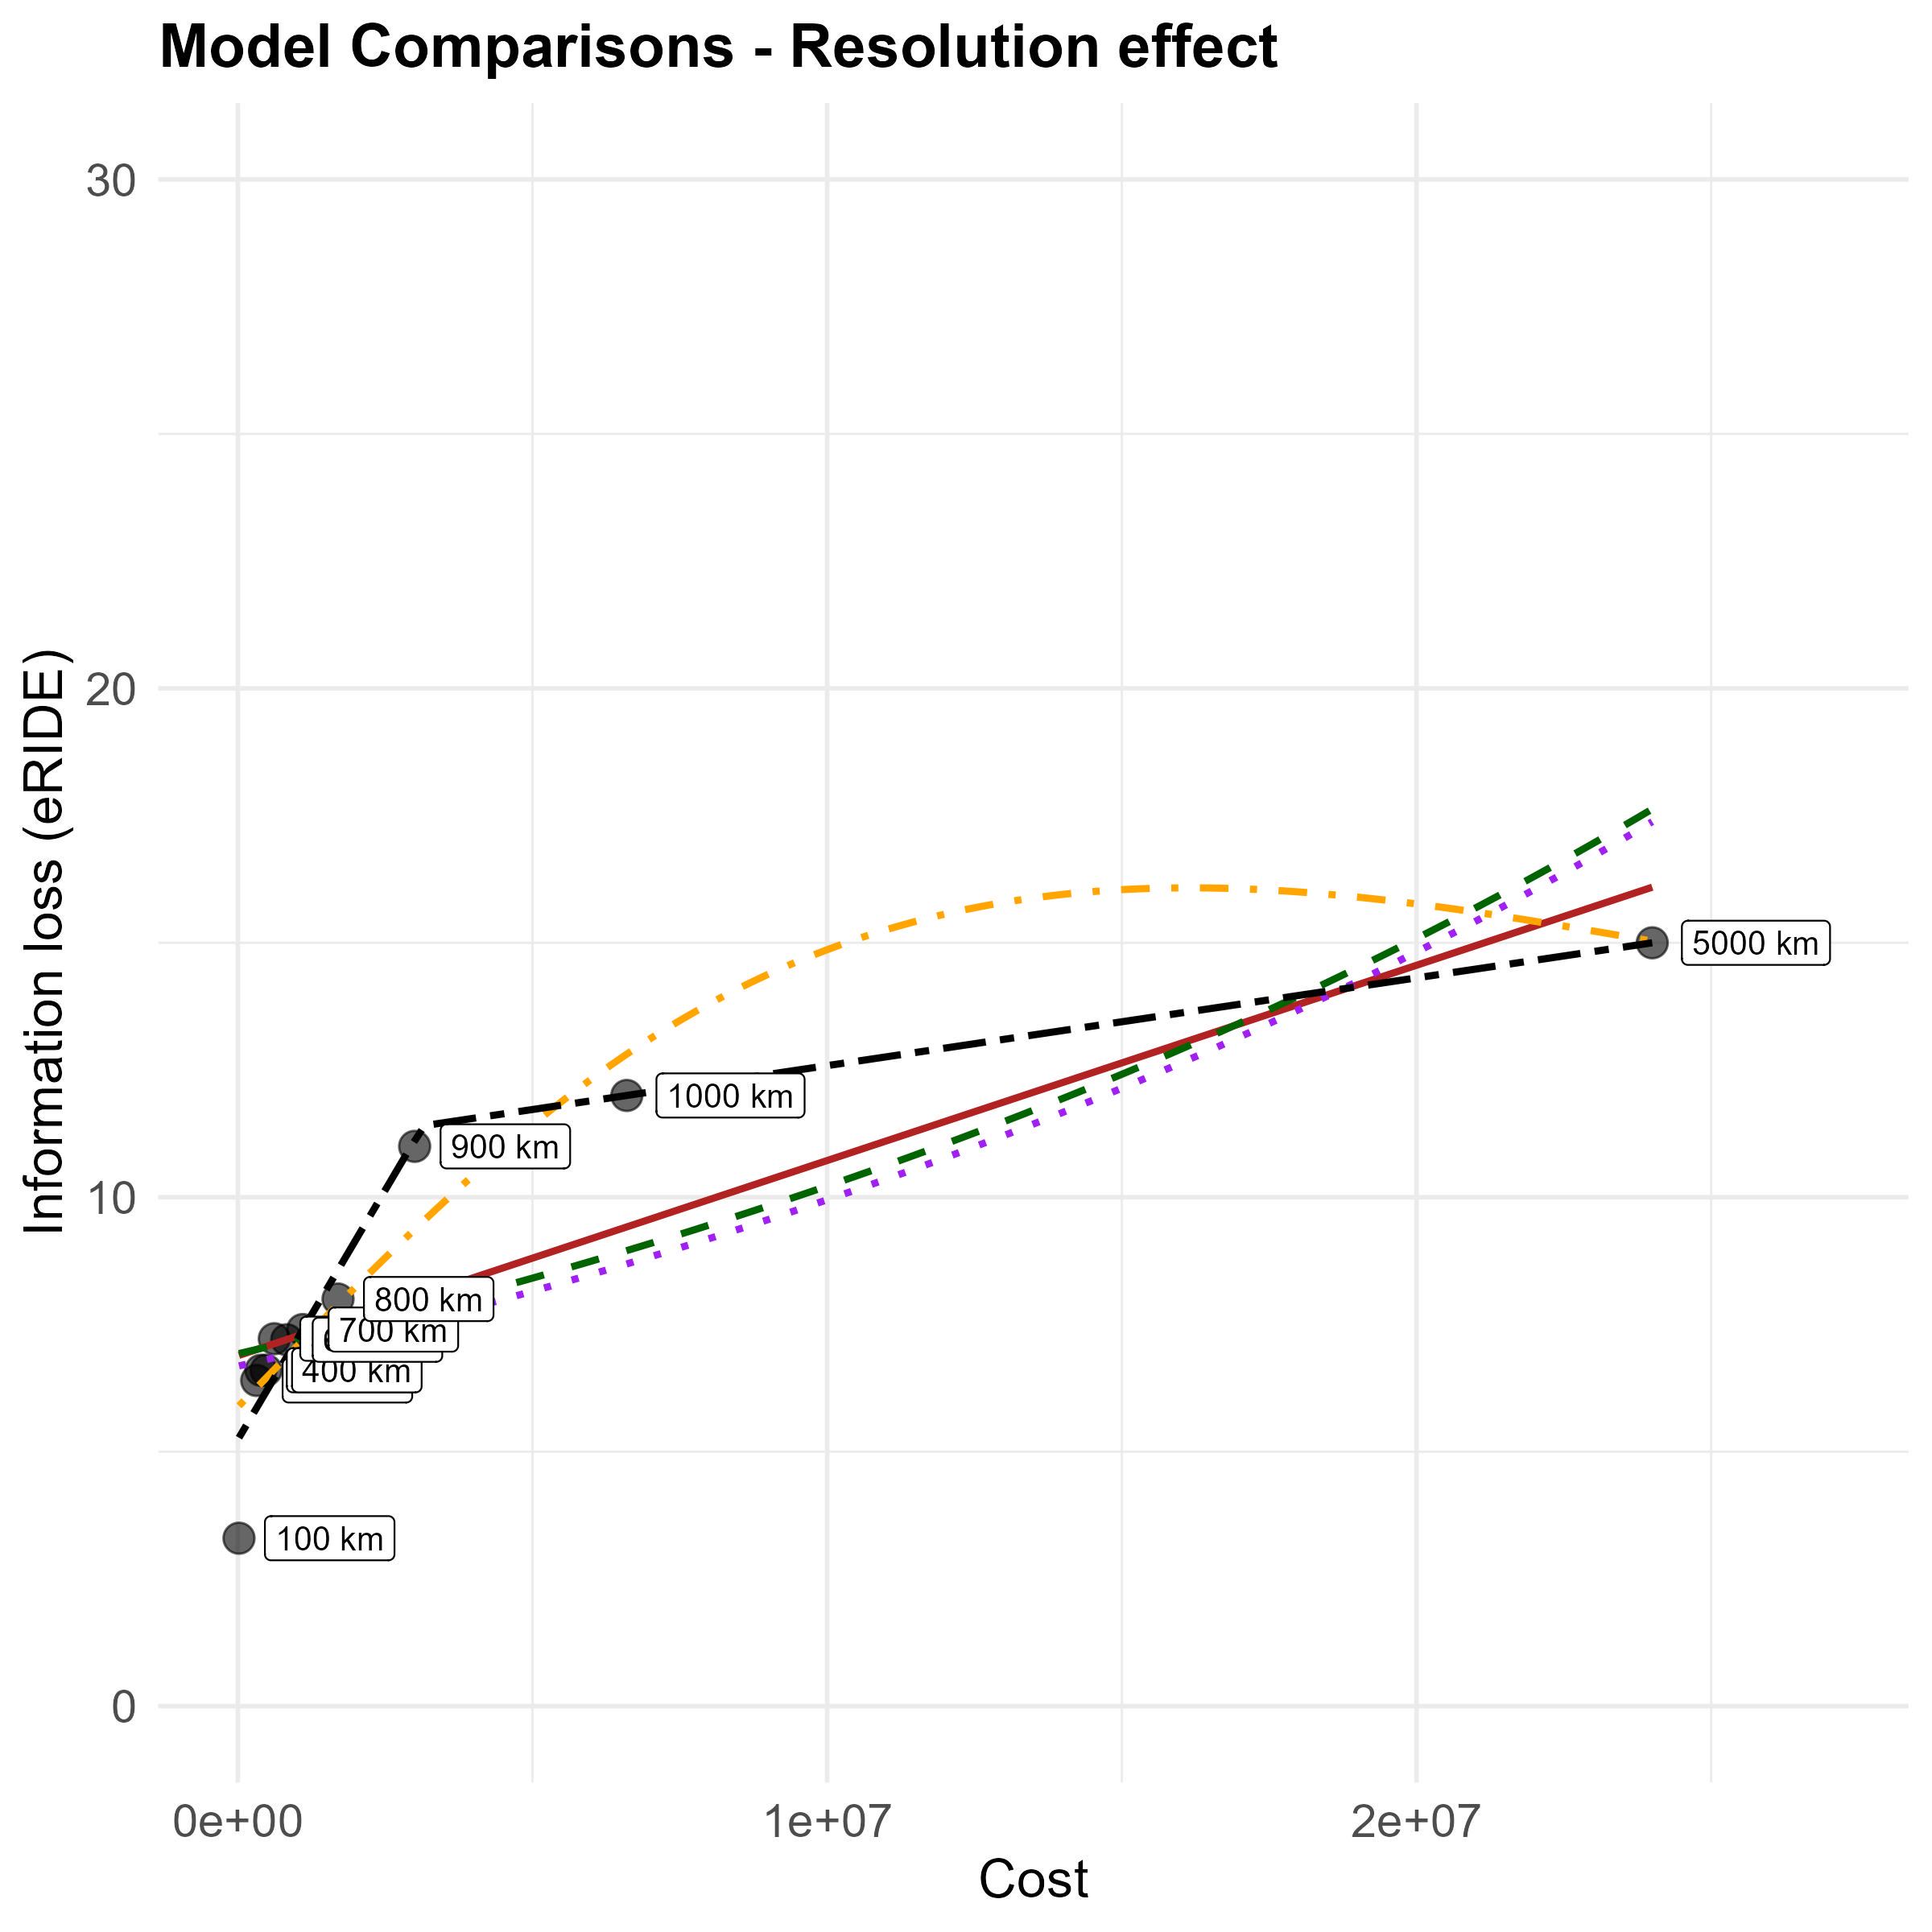 Model Comparisons - Resolution effect
Information loss (eRIDE)
30
20
10
0
5000 km
1000 km
900 km
800 km
700 km
400 km
100 km
0e+00
1e+07
2e+07
Cost